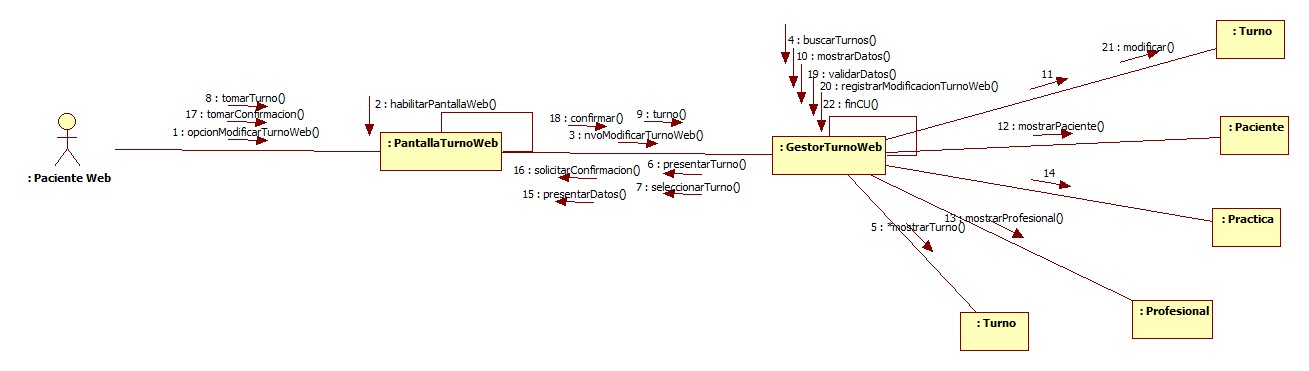 4 : buscarTurnos()
: Turno
21 : modificar()
10 : mostrarDatos()
19 : validarDatos()
11
20 : registrarModificacionTurnoWeb()
8 : tomarTurno()
2 : habilitarPantallaWeb()
22 : finCU()
17 : tomarConfirmacion()
18 : confirmar()
9 : turno()
12 : mostrarPaciente()
: Paciente
1 : opcionModificarTurnoWeb()
3 : nvoModificarTurnoWeb()
: PantallaTurnoWeb
: GestorTurnoWeb
6 : presentarTurno()
16 : solicitarConfirmacion()
14
: Paciente Web
7 : seleccionarTurno()
15 : presentarDatos()
13 : mostrarProfesional()
: Practica
5 : *mostrarTurno()
: Profesional
: Turno